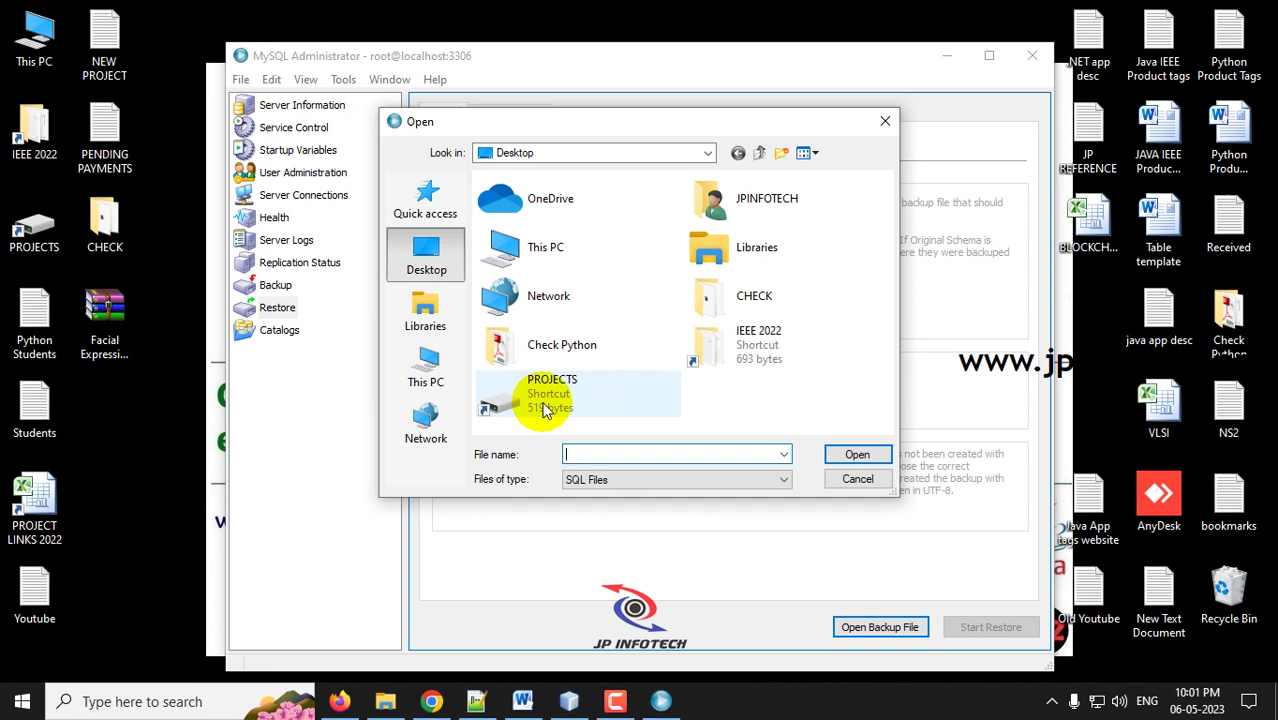 This PC
NEW
PROJECT
IEEE 2022
PENDING
PAYMENTS
PROJECTS
CHECK
Python
Students
Facial
Expressi...
Students
PROJECT
LINKS 2022
Youtube
MySQL Administrator - root@localhost:3306
File Edit View Tools Window Help
Server Information
Service Control
Startup Variables
User Administration
Server Connections
Health
Server Logs
Replication Status
Backup
Restore
Catalogs
Open
Look in: Desktop
Quick access
Desktop
Libraries
This PC
Network
OneDrive
JPINFOTECH
This PC
Libraries
Network
CHECK
Check Python
IEEE 2022
Shortcut
693 bytes
PROJECTS
Shortcut
519 bytes
File name:
Open
Files of type: SQL Files
Cancel
backup file that should
If Original Schema is
here they were backuped
s not been created with
ose the correct
created the backup with
en in UTF-8.
JP INFOTECH
Open Backup File
Start Restore
www.jp
.NET app
desc
Java IEEE
Product tags
Python
Product Tags
JP
REFERENCE
JAVA IEEE
Produc...
Python
Produ...
BLOCKCH...
Table
template
Received
java app desc
Check
Python
VLSI
NS2
Java App
tags website
AnyDesk
bookmarks
Old Youtube
New Text
Document
Recycle Bin
Type here to search
ENG
10:01 PM
06-05-2023